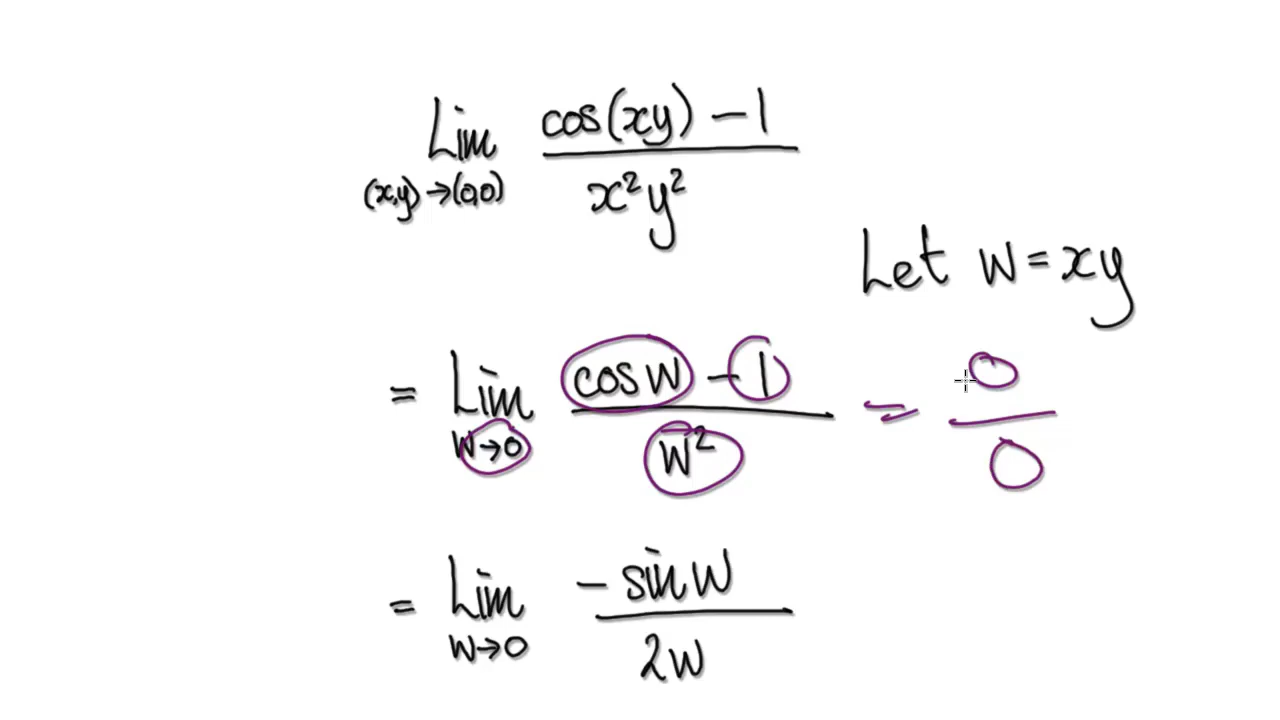 Lim cos(xy) − 1
(x,y)→(0,0) x²y²
Let w = xy
= Lim cos w − 1 = 0
w→0 w² 0
= Lim − sin w
w→0 2w